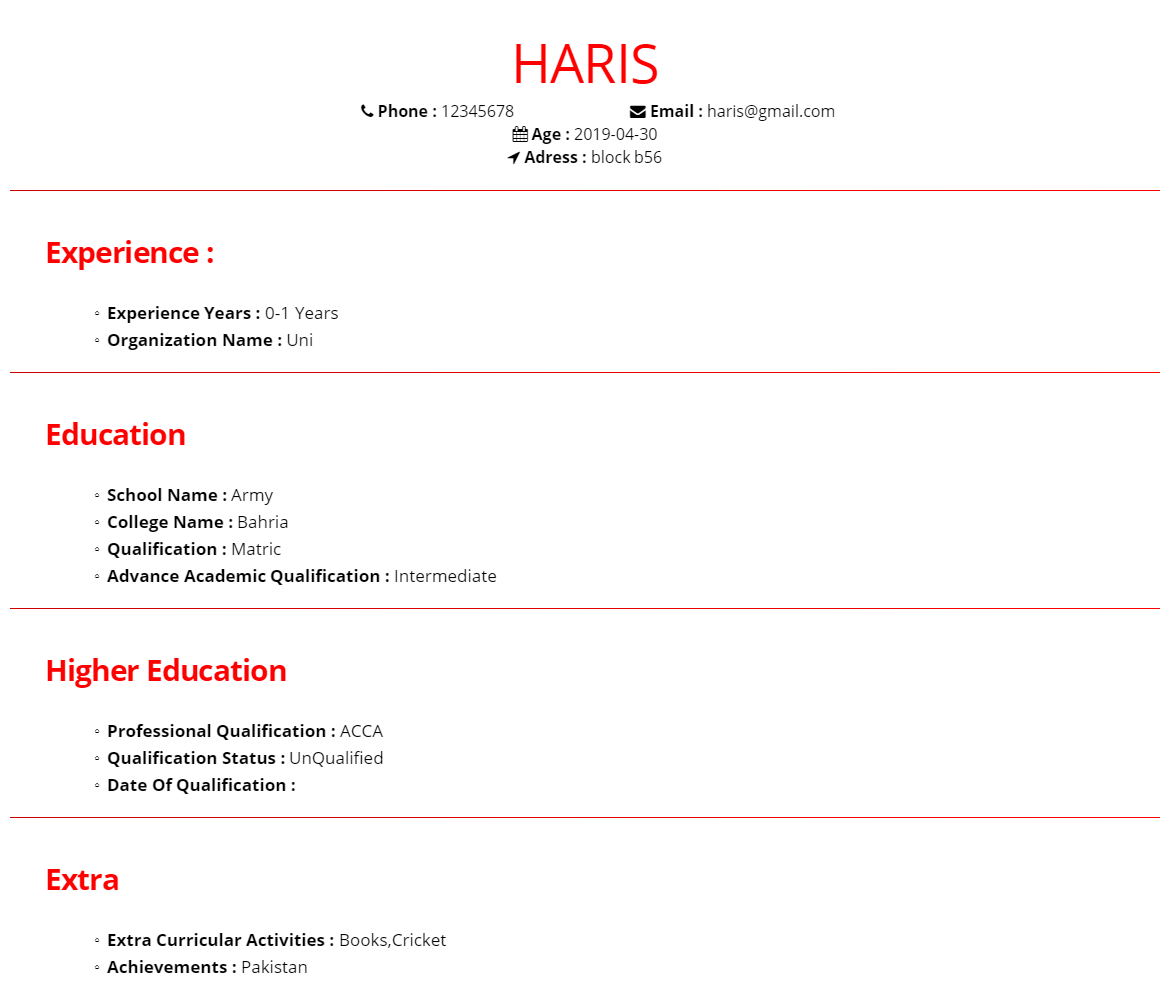 HARIS
Phone : 12345678 Email : haris@gmail.com
Age : 2019-04-30
Adress : block b56
Experience :
◦ Experience Years : 0-1 Years
◦ Organization Name : Uni
Education
◦ School Name : Army
◦ College Name : Bahria
◦ Qualification : Matric
◦ Advance Academic Qualification : Intermediate
Higher Education
◦ Professional Qualification : ACCA
◦ Qualification Status : UnQualified
◦ Date Of Qualification :
Extra
◦ Extra Curricular Activities : Books,Cricket
◦ Achievements : Pakistan